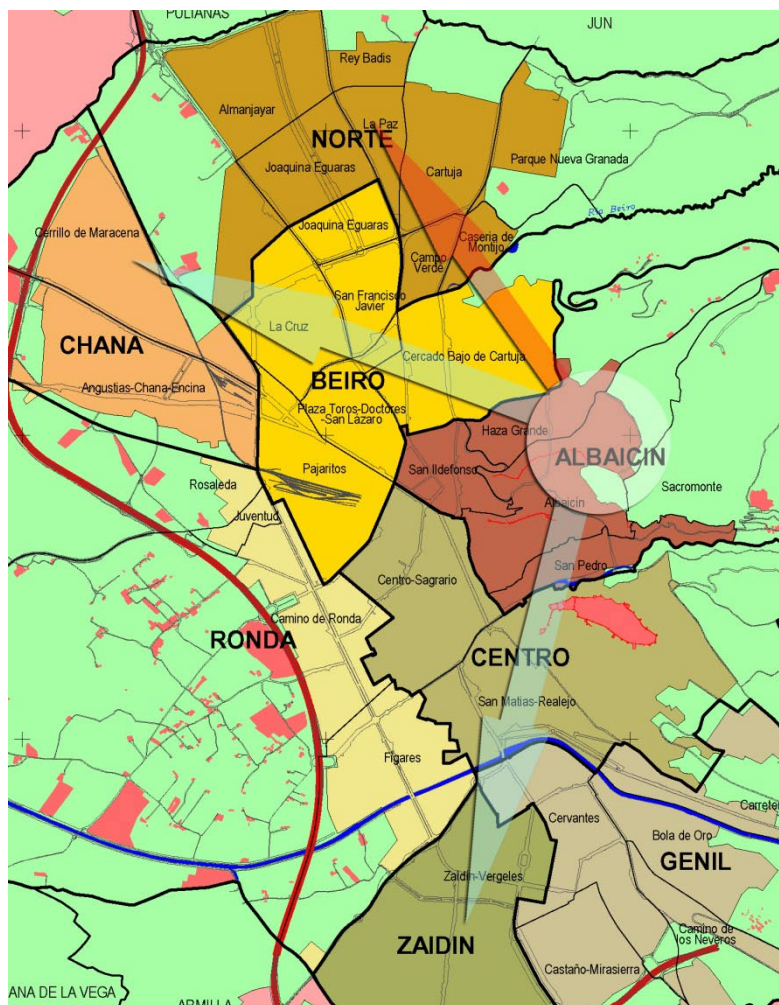 PULIANAS
JUN
Rey Badis
Almanjayar
La Paz
NORTE
Joaquina Eguaras
Cartuja
Parque Nueva Granada
Rio Beiro
Cerrillo de Maracena
Joaquina Eguaras
Caseria de
Montijo
Campo
Verde
San Francisco
Javier
La Cruz
CHANA
Cercado Bajo de Cartuja
BEIRO
Angustias-Chana-Encina
Plaza Toros-Doctores
-San Lázaro
Haza Grande
ALBAICIN
San Ildefonso
Pajaritos
Rosaleda
Sacromonte
Albaicin
Juventud
San Pedro
Centro-Sagrario
Camino de Ronda
RONDA
CENTRO
San Matias-Realejo
Figares
Carrete
Cervantes
Bola de Oro
GENIL
Zaidin-Vergeles
Camino de
los Neveros
ZAIDIN
Castaño-Mirasierra
ANA DE LA VEGA
ARMILLA